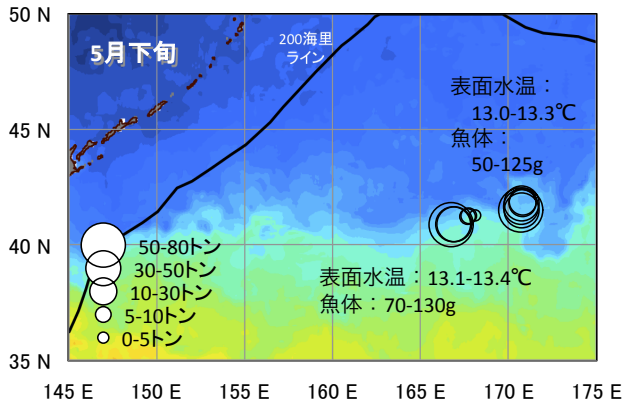 50 N
5月下旬
200海里
ライン
表面水温：
13.0-13.3℃
魚体：
50-125g
45 N
40 N
50-80トン
30-50トン
10-30トン
5-10トン
0-5トン
表面水温：13.1-13.4℃
魚体：70-130g
35 N
145 E
150 E
155 E
160 E
165 E
170 E
175 E